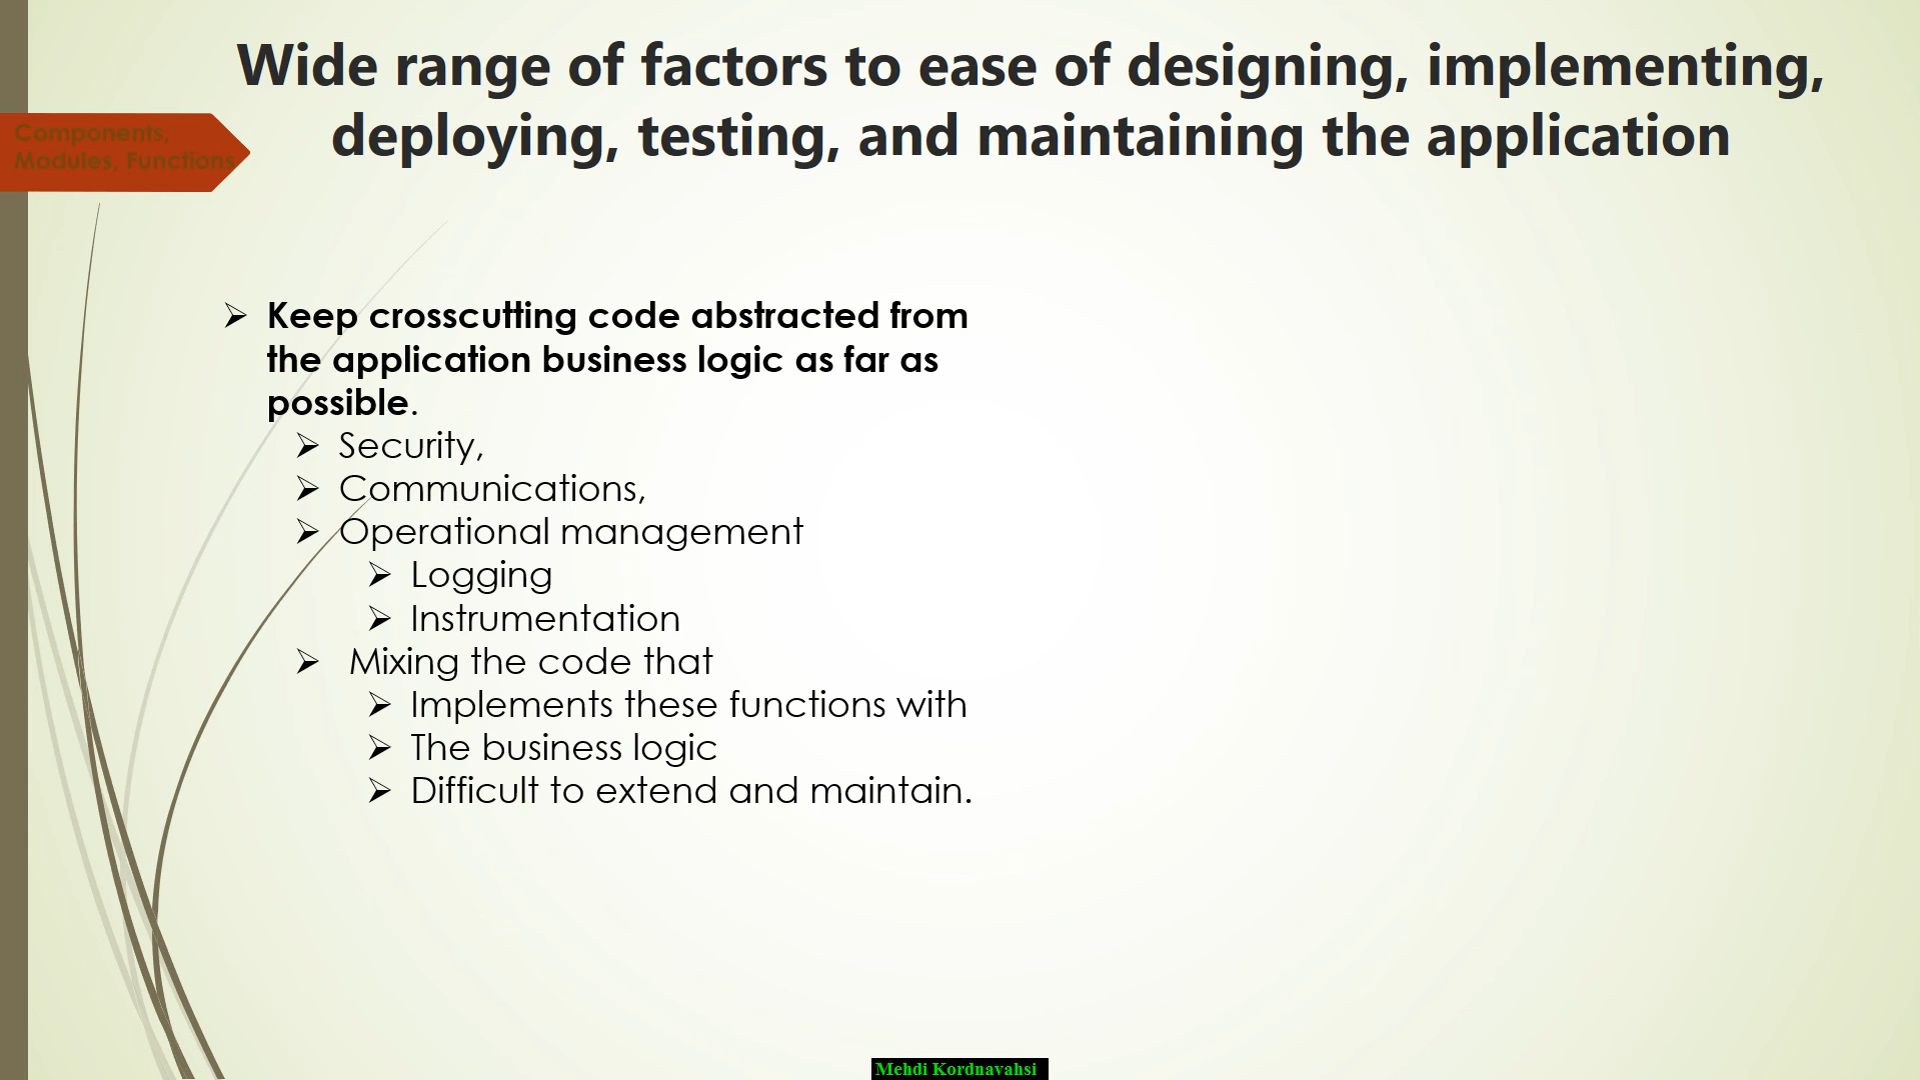 Wide range of factors to ease of designing, implementing,
deploying, testing, and maintaining the application
Components,
Modules, Functions
Keep crosscutting code abstracted from
the application business logic as far as
possible.
Security,
Communications,
Operational management
Logging
Instrumentation
Mixing the code that
Implements these functions with
The business logic
Difficult to extend and maintain.
Mehdi Kordnavahsi